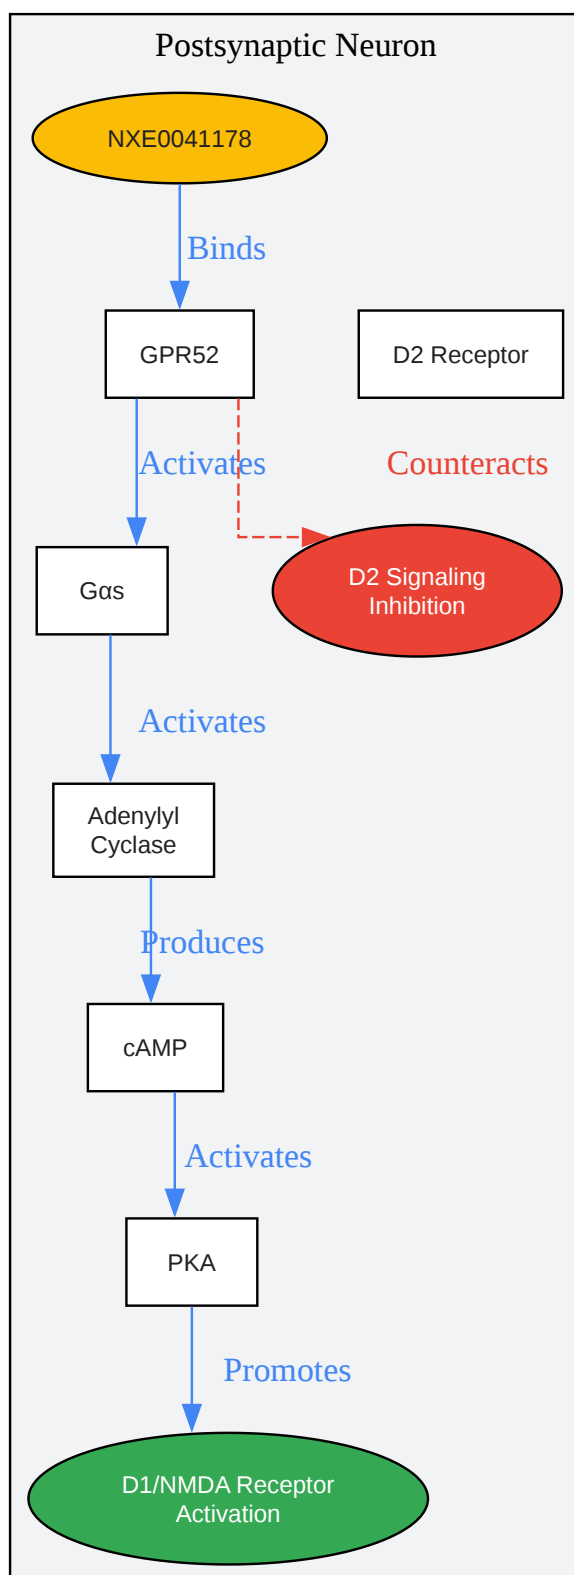 Postsynaptic Neuron
NXE0041178
Binds
GPR52
D2 Receptor
Activates
Counteracts
Gαs
D2 Signaling
Inhibition
Activates
Adenylyl
Cyclase
Produces
cAMP
Activates
PKA
Promotes
D1/NMDA Receptor
Activation